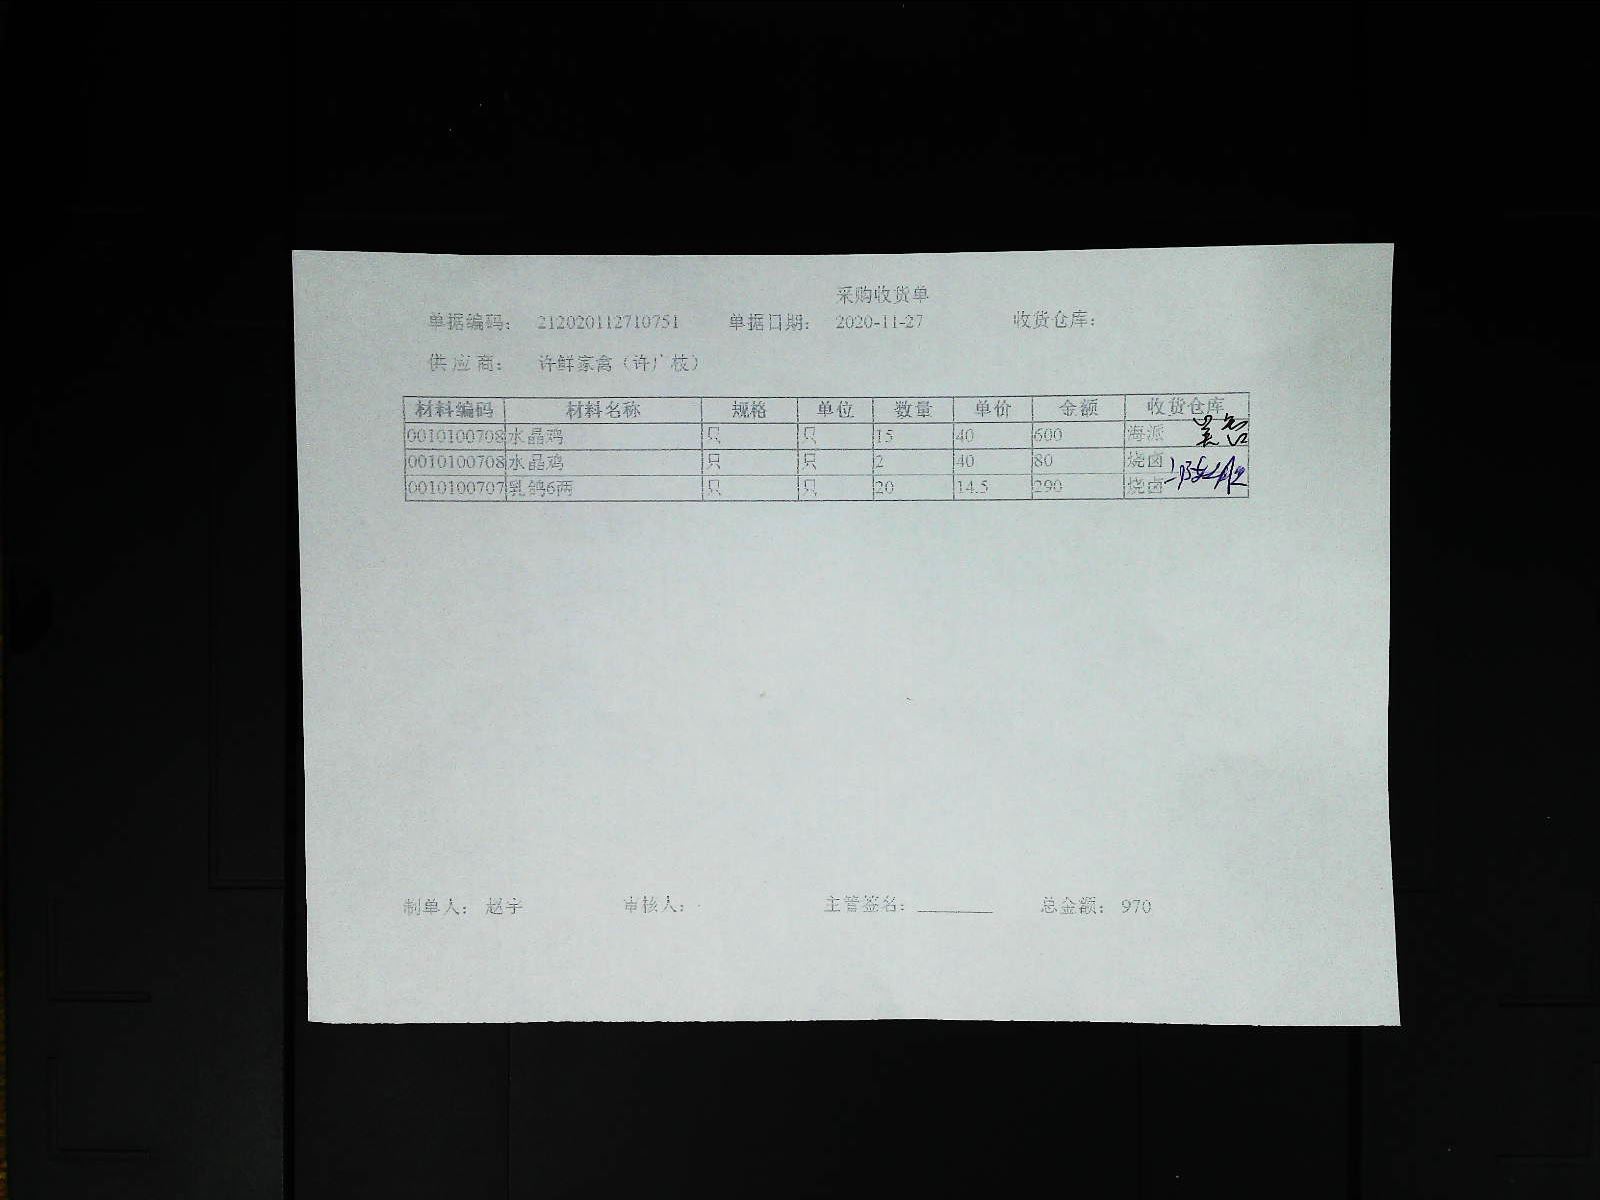 采购收货单
单据编码： 212020112710751 单据日期： 2020-11-27 收货仓库：
供应商： 许鲜家禽（许广枝）
材料编码 材料名称 规格 单位 数量 单价 金额 收货仓库
0010100708 水晶鸡 只 只 15 40 600 海派
0010100708 水晶鸡 只 只 2 40 80 烧卤
0010100707 乳鸽6两 只 只 20 14.5 290 烧卤
制单人： 赵宇 审核人： 主管签名： 总金额： 970